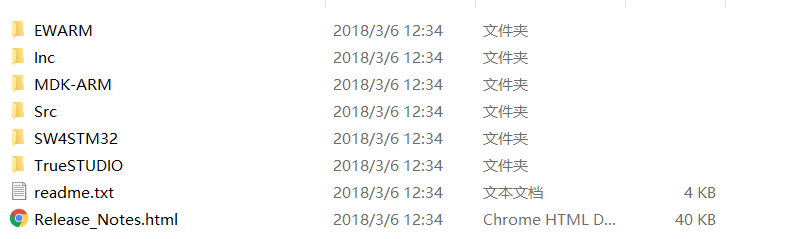 EWARM 2018/3/6 12:34 文件夹
Inc 2018/3/6 12:34 文件夹
MDK-ARM 2018/3/6 12:34 文件夹
Src 2018/3/6 12:34 文件夹
SW4STM32 2018/3/6 12:34 文件夹
TrueSTUDIO 2018/3/6 12:34 文件夹
readme.txt 2018/3/6 12:34 文本文档 4 KB
Release_Notes.html 2018/3/6 12:34 Chrome HTML D... 40 KB